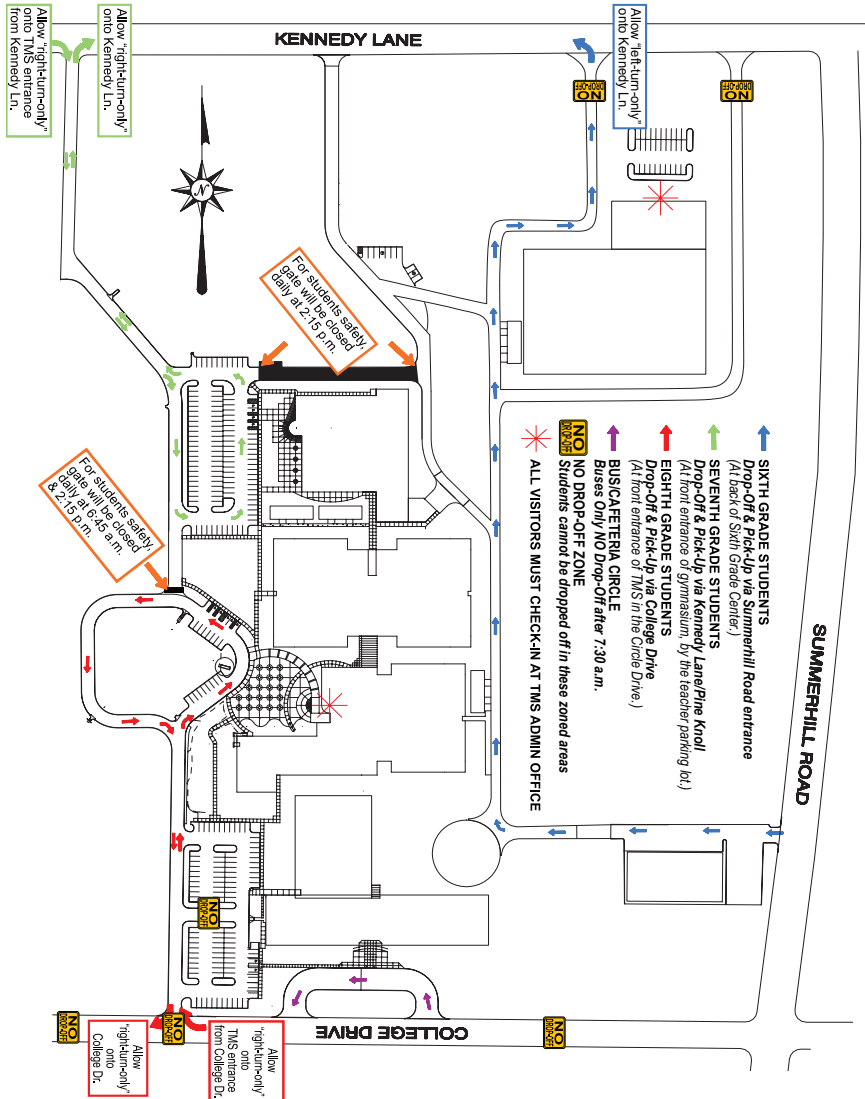 KENNEDY LANE
Allow "left-turn-only"
onto Kennedy Ln.
Allow "right-turn-only"
onto Kennedy Ln.
Allow "right-turn-only"
onto TMS entrance
from Kennedy Ln.
NO
DROP-OFF
NO
DROP-OFF
N
For students safety,
gate will be closed
daily at 2:15 p.m.
For students safety,
gate will be closed
daily at 6:45 a.m.
& 2:15 p.m.
SUMMERHILL ROAD
SIXTH GRADE STUDENTS
Drop-Off & Pick-Up via Summerhill Road entrance
(At back of Sixth Grade Center.)
SEVENTH GRADE STUDENTS
Drop-Off & Pick-Up via Kennedy Lane/Pine Knoll
(At front entrance of gymnasium, by the teacher parking lot.)
EIGHTH GRADE STUDENTS
Drop-Off & Pick-Up via College Drive
(At front entrance of TMS in the Circle Drive.)
BUS/CAFETERIA CIRCLE
Buses Only NO Drop-Off after 7:30 a.m.
NO
DROP-OFF
NO DROP-OFF ZONE
Students cannot be dropped off in these zoned areas
ALL VISITORS MUST CHECK-IN AT TMS ADMIN OFFICE
NO
DROP-OFF
COLLEGE DRIVE
NO
DROP-OFF
NO
DROP-OFF
NO
DROP-OFF
Allow
"right-turn-only"
onto
TMS entrance
from College Dr.
Allow
"right-turn-only"
onto
College Dr.